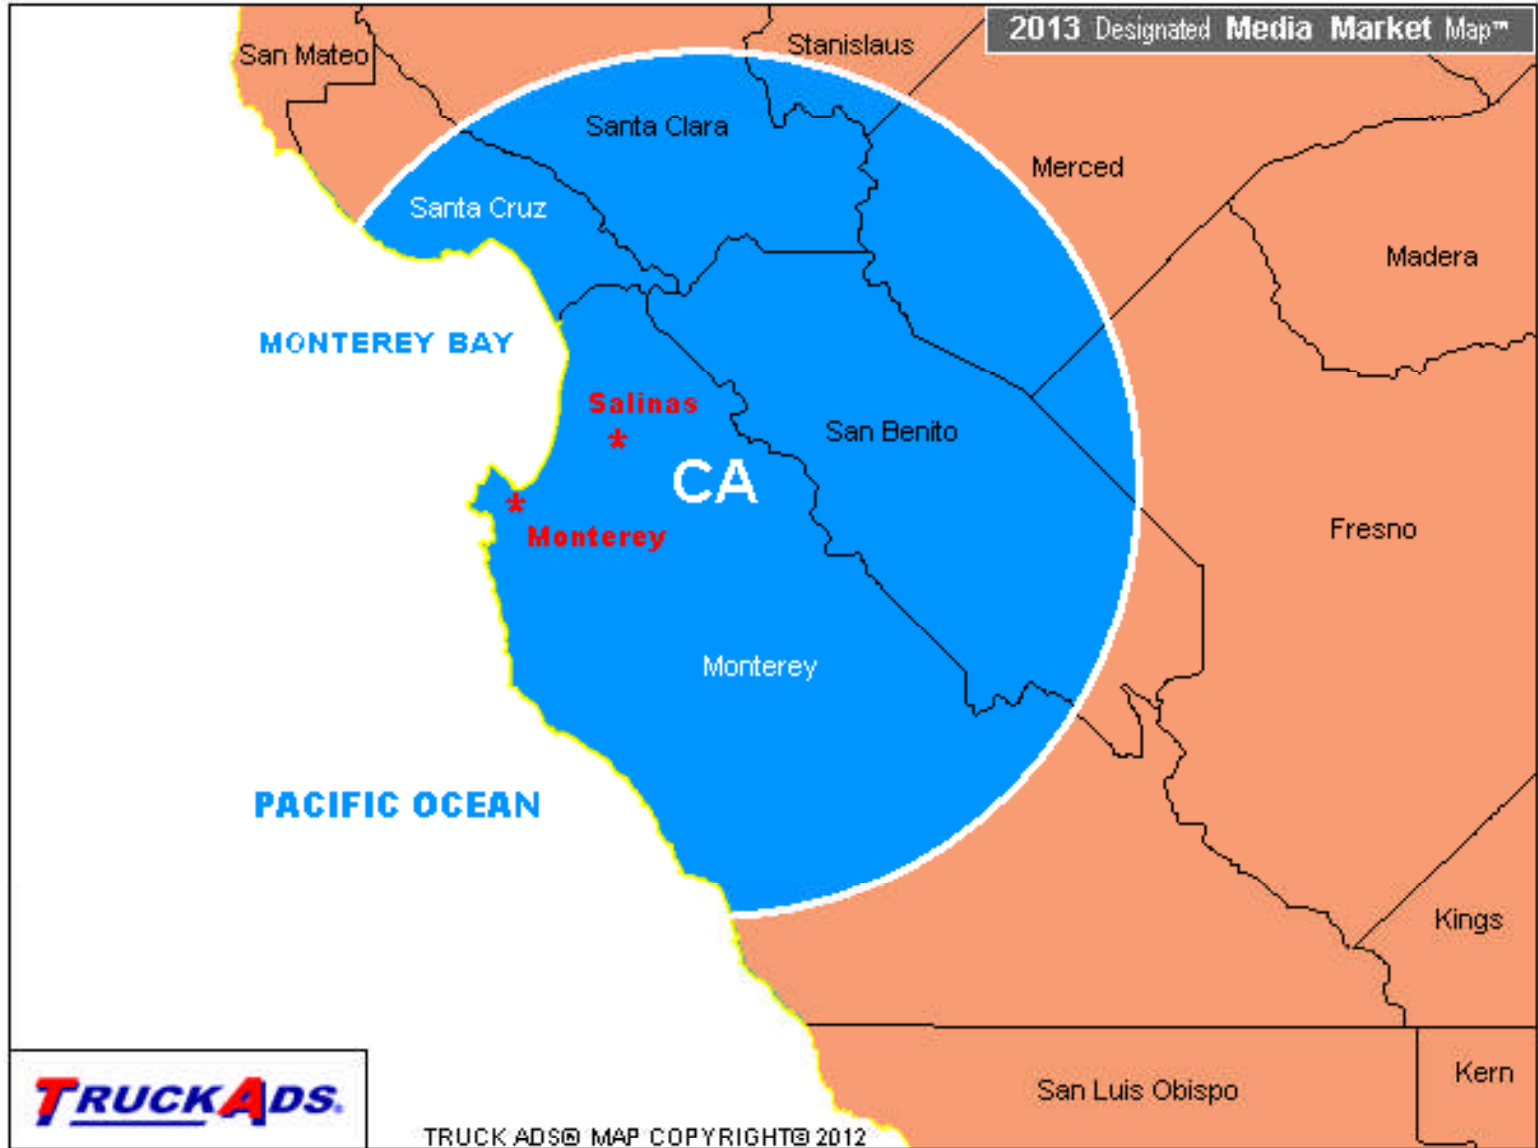 2013 Designated Media Market Map™
Stanislaus
San Mateo
Santa Clara
Merced
Santa Cruz
Madera
MONTEREY BAY
Salinas
*
San Benito
CA
*
Monterey
Fresno
Monterey
PACIFIC OCEAN
Kings
Kern
San Luis Obispo
TRUCKADS®
TRUCK ADS® MAP COPYRIGHT© 2012